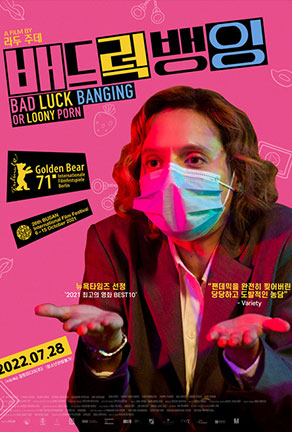 A FILM BY
라두 주데
배드럭뱅잉
BAD LUCK BANGING
OR LOONY PORN
Golden Bear
71st Internationale
Filmfestspiele
Berlin
26th BUSAN
International Film Festival
6 - 15 October 2021
뉴욕타임즈 선정
'2021 최고의 영화 BEST10'
"팬데믹을 완전히 찢어버린
당당하고 도발적인 농담"
- Variety
2022.07.28